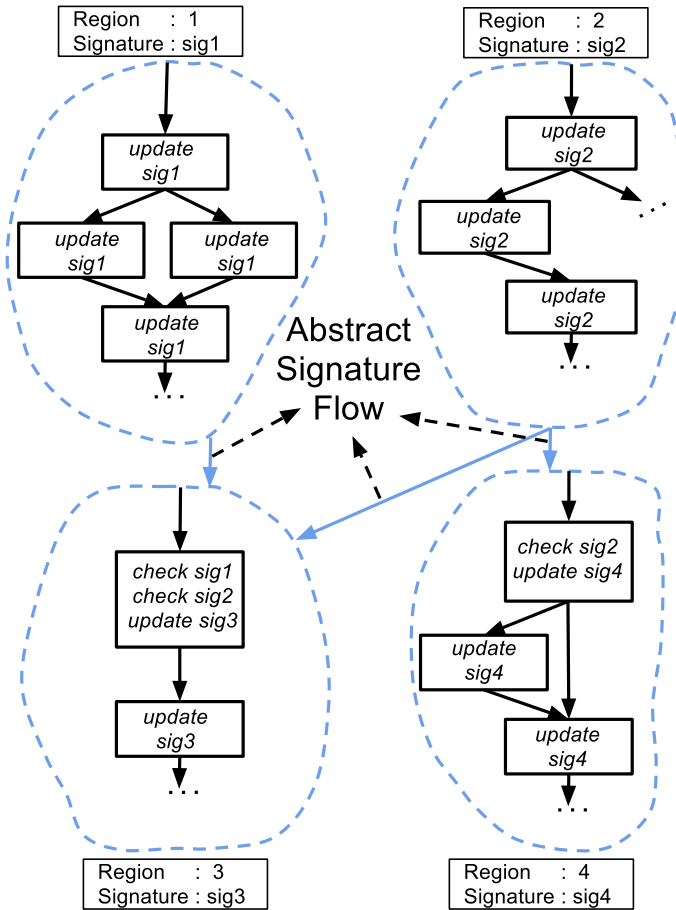 Region : 1
Signature : sig1
Region : 2
Signature : sig2
update
sig1
update
sig1
update
sig1
update
sig1
...
update
sig2
...
update
sig2
update
sig2
...
Abstract
Signature
Flow
check sig1
check sig2
update sig3
update
sig3
...
check sig2
update sig4
update
sig4
update
sig4
...
Region : 3
Signature : sig3
Region : 4
Signature : sig4